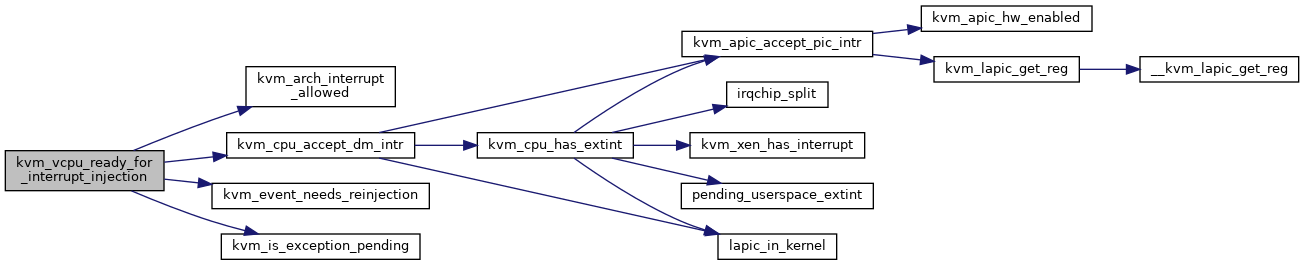 kvm_vcpu_ready_for
_interrupt_injection
kvm_arch_interrupt
_allowed
kvm_cpu_accept_dm_intr
kvm_event_needs_reinjection
kvm_is_exception_pending
kvm_cpu_has_extint
kvm_apic_accept_pic_intr
irqchip_split
kvm_xen_has_interrupt
pending_userspace_extint
lapic_in_kernel
kvm_apic_hw_enabled
kvm_lapic_get_reg
__kvm_lapic_get_reg